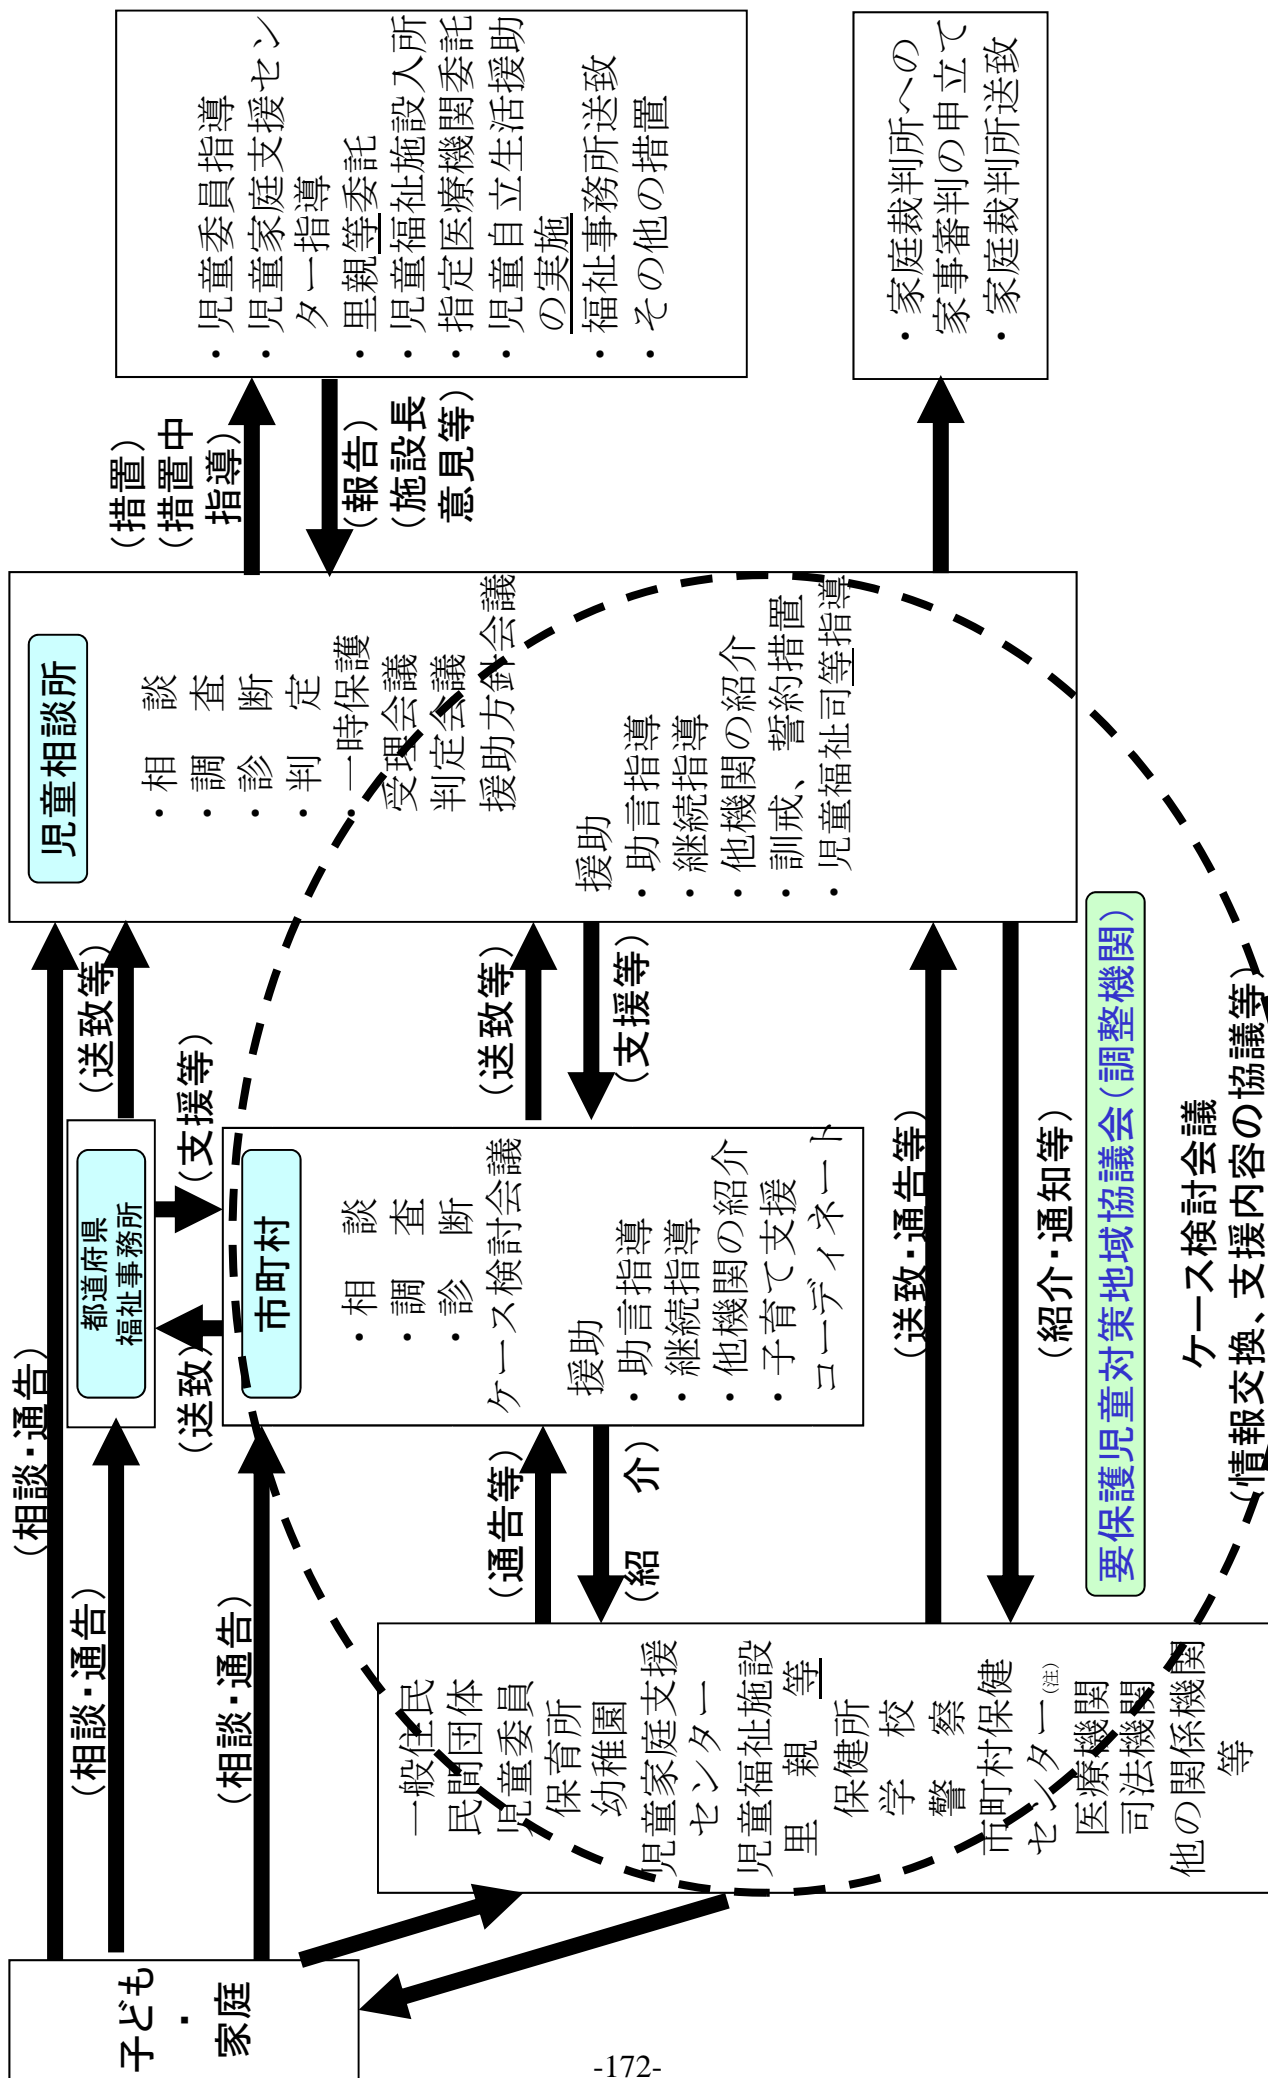 子ども
・
家庭
(相談・通告)
(相談・通告)
(相談・通告)
一般住民
民間団体
児童委員
保育所
幼稚園
児童家庭支援
センター
児童福祉施設
里　親　等
保健所
学　校
警　察
市町村保健
センター(注)
医療機関
司法機関
他の関係機関
等
都道府県
福祉事務所
(送致等)
(支援等)
(送致)
市町村
・相　談
・調　査
・診　断
ケース検討会議
援助
・助言指導
・継続指導
・他機関の紹介
・子育て支援
コーディネート
(通告等)
(紹　介)
(送致等)
(支援等)
(送致・通告等)
(紹介・通知等)
児童相談所
・相　談
・調　査
・診　断
・判　定
・一時保護
受理会議
判定会議
援助方針会議
援助
・助言指導
・継続指導
・他機関の紹介
・訓戒、誓約措置
・児童福祉司等指導
(措置)
(措置中
指導)
(報告)
(施設長
意見等)
・児童委員指導
・児童家庭支援セン
ター指導
・里親等委託
・児童福祉施設入所
・指定医療機関委託
・児童自立生活援助
の実施
・福祉事務所送致
・その他の措置
・家庭裁判所への
家事審判の申立て
・家庭裁判所送致
要保護児童対策地域協議会(調整機関)
ケース検討会議
(情報交換、支援内容の協議等)
-172-